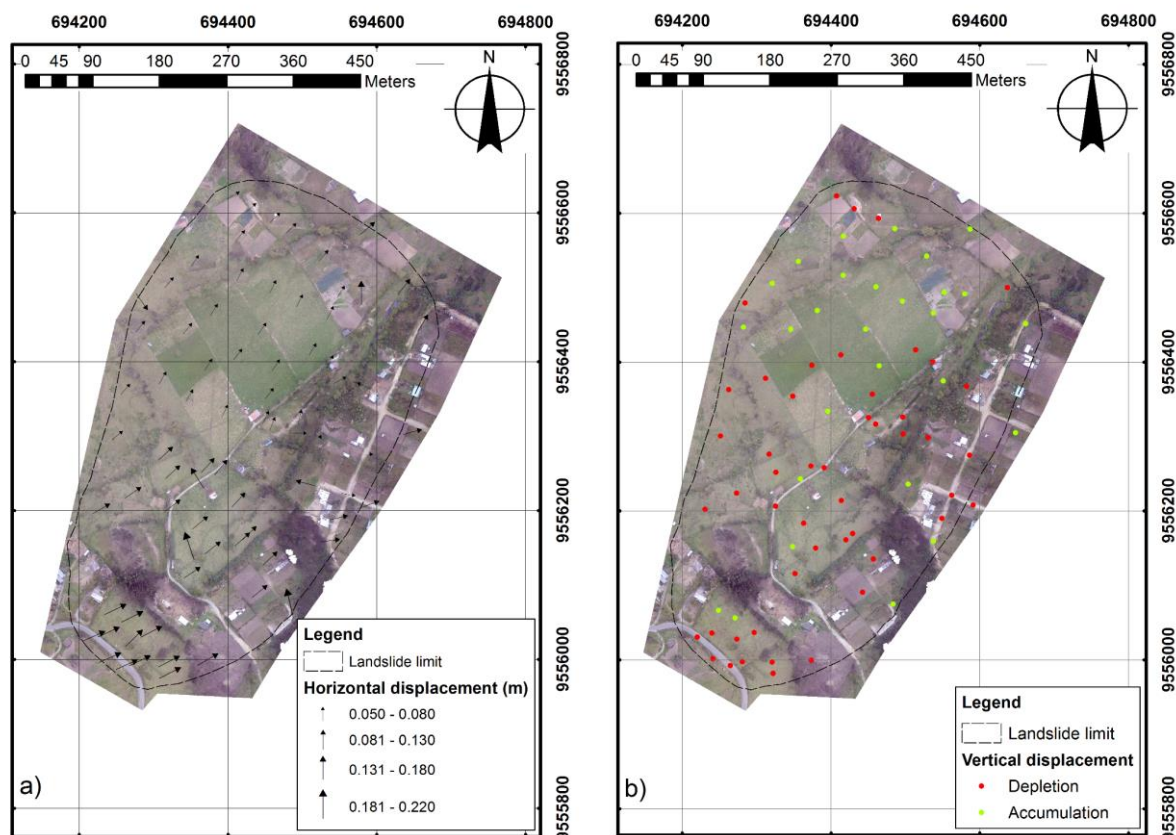 694200 694400 694600 694800
0 45 90 180 270 360 450
Meters
N
9556800
9556600
9556400
9556200
9556000
9555800
Legend
Landslide limit
Horizontal displacement (m)
0.050 - 0.080
0.081 - 0.130
0.131 - 0.180
0.181 - 0.220
a)
694200 694400 694600 694800
0 45 90 180 270 360 450
Meters
N
9556800
9556600
9556400
9556200
9556000
9555800
Legend
Landslide limit
Vertical displacement
Depletion
Accumulation
b)